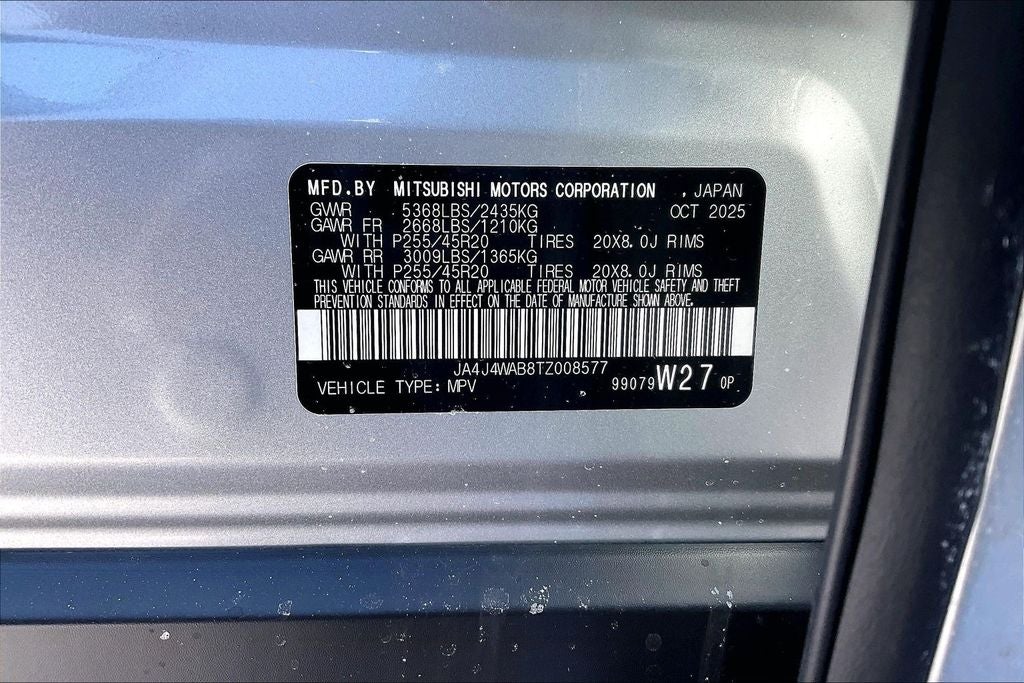 MFD.BY MITSUBISHI MOTORS CORPORATION , JAPAN
GVWR 5368LBS/2435KG OCT 2025
GAWR FR 2668LBS/1210KG
WITH P255/45R20 TIRES 20X8.0J RIMS
GAWR RR 3009LBS/1365KG
WITH P255/45R20 TIRES 20X8.0J RIMS
THIS VEHICLE CONFORMS TO ALL APPLICABLE FEDERAL MOTOR VEHICLE SAFETY AND THEFT
PREVENTION STANDARDS IN EFFECT ON THE DATE OF MANUFACTURE SHOWN ABOVE.
JA4J4WAB8TZ008577
VEHICLE TYPE: MPV 99079 W27 0P